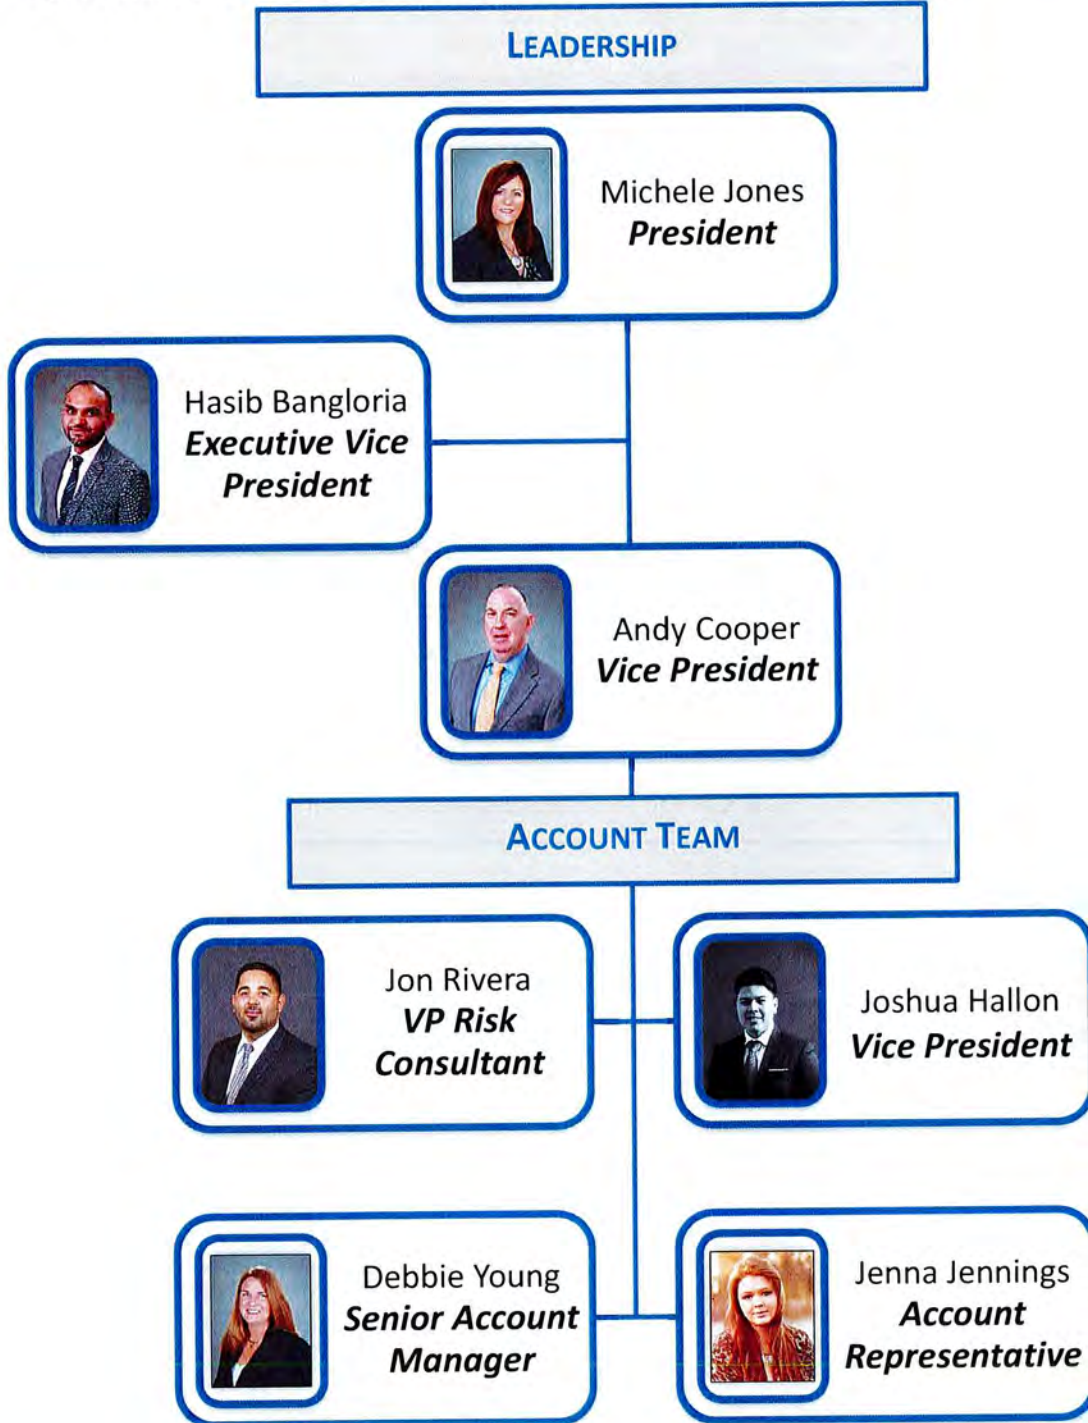 LEADERSHIP
Michele Jones
President
Hasib Bangloria
Executive Vice
President
Andy Cooper
Vice President
ACCOUNT TEAM
Jon Rivera
VP Risk
Consultant
Joshua Hallon
Vice President
Debbie Young
Senior Account
Manager
Jenna Jennings
Account
Representative